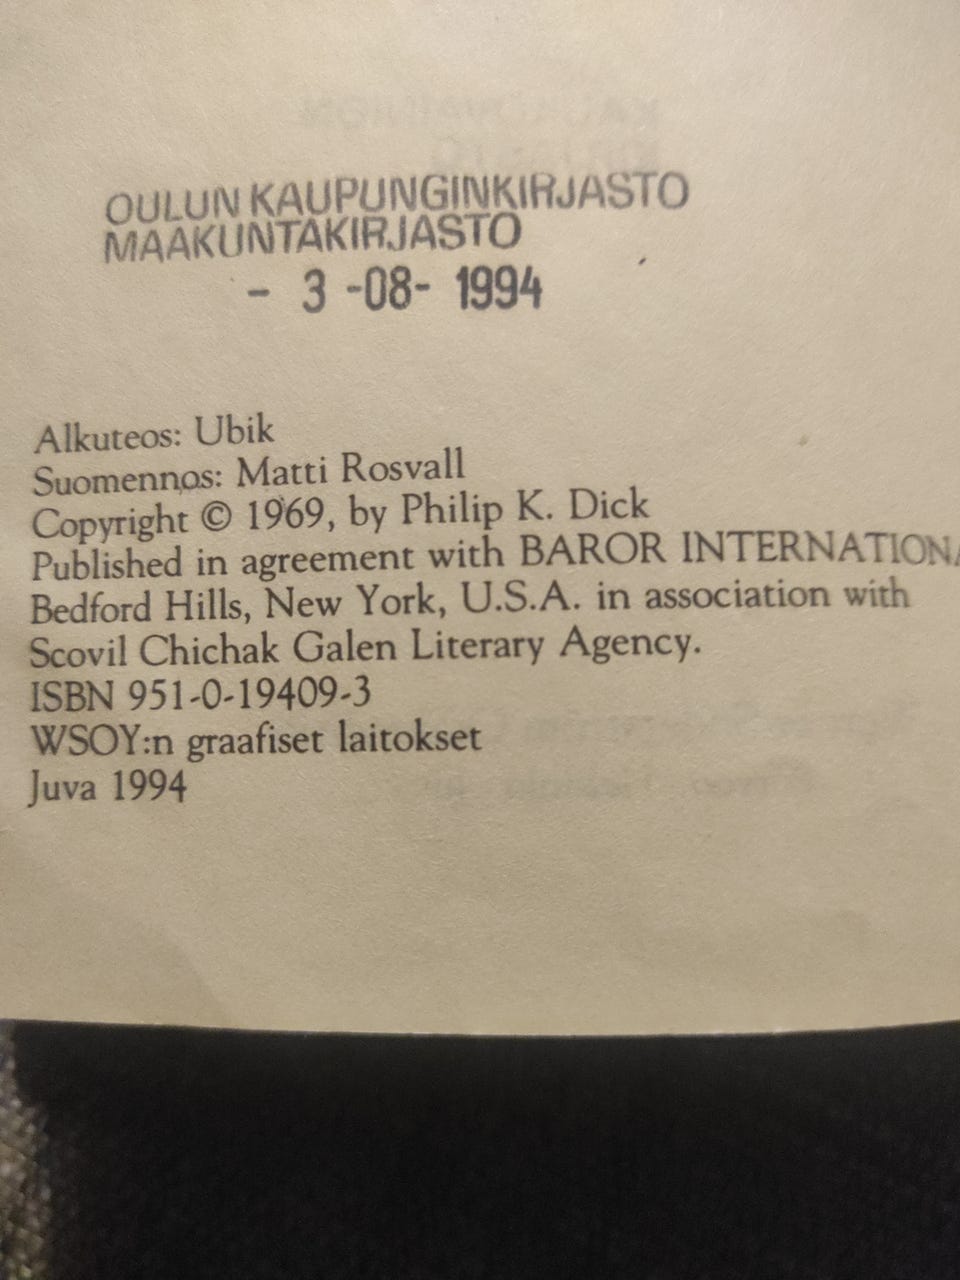 OULUN KAUPUNGINKIRJASTO
MAAKUNTAKIRJASTO
- 3 -08- 1994
Alkuteos: Ubik
Suomennos: Matti Rosvall
Copyright © 1969, by Philip K. Dick
Published in agreement with BAROR INTERNATIONA
Bedford Hills, New York, U.S.A. in association with
Scovil Chichak Galen Literary Agency.
ISBN 951-0-19409-3
WSOY:n graafiset laitokset
Juva 1994